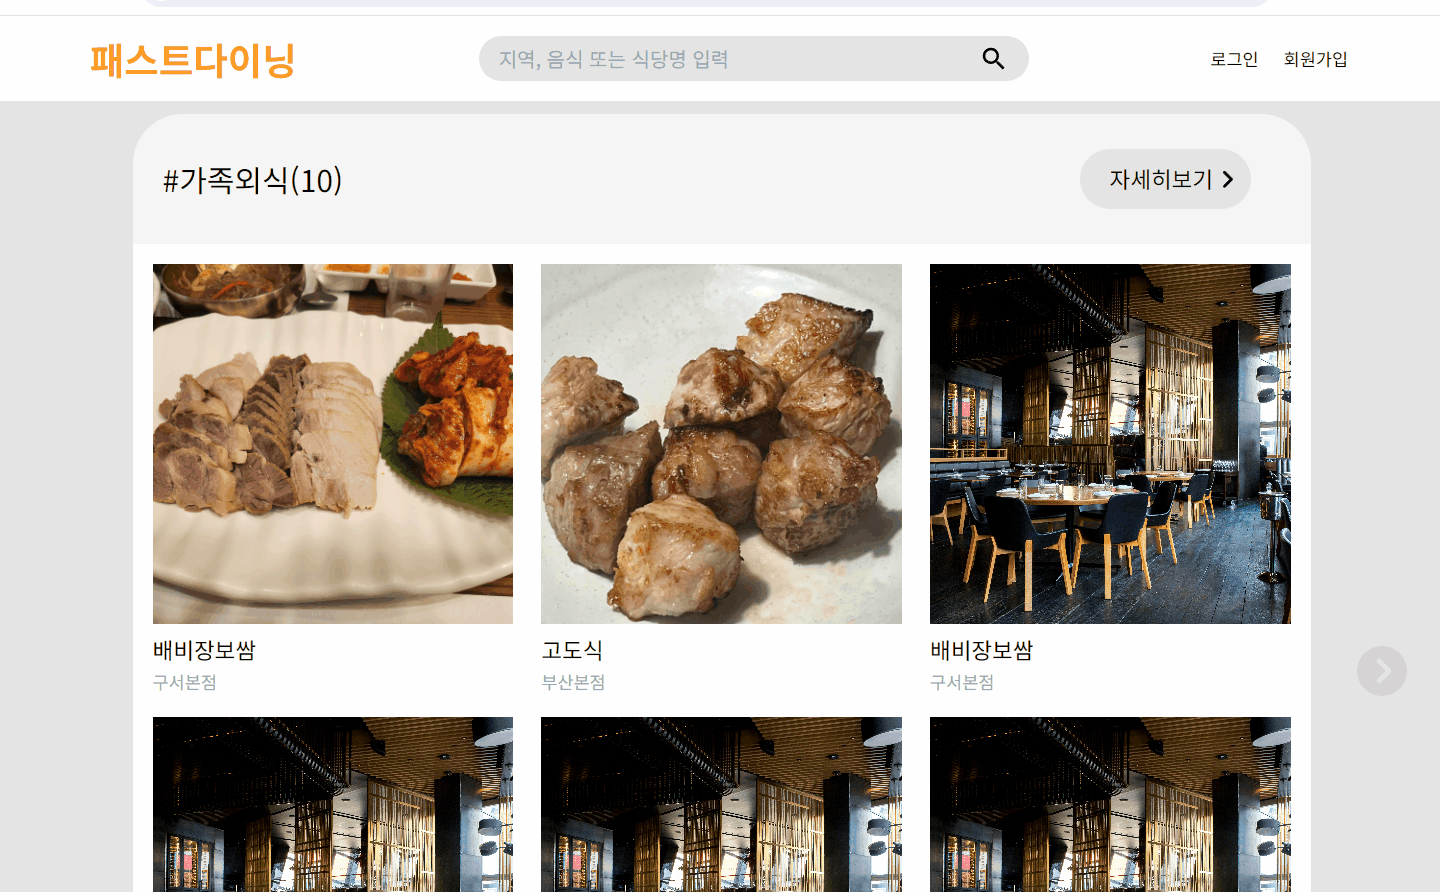 패스트다이닝
지역, 음식 또는 식당명 입력
로그인 회원가입
#가족외식(10)
자세히보기
배비장보쌈
구서본점
고도식
부산본점
배비장보쌈
구서본점